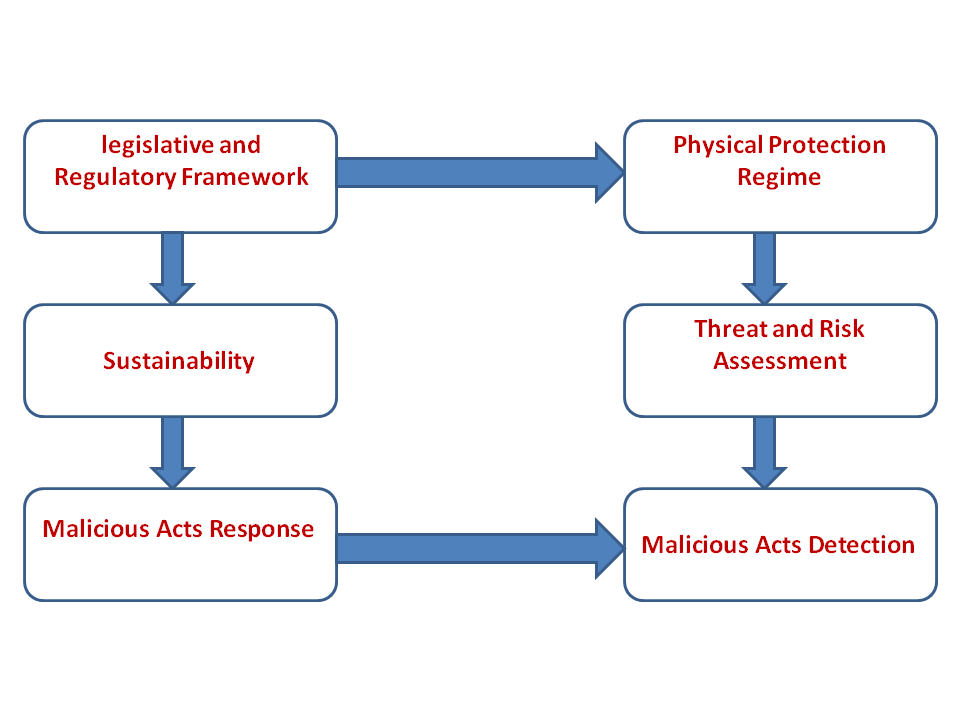 legislative and
Regulatory Framework
Physical Protection
Regime
Sustainability
Threat and Risk
Assessment
Malicious Acts Response
Malicious Acts Detection